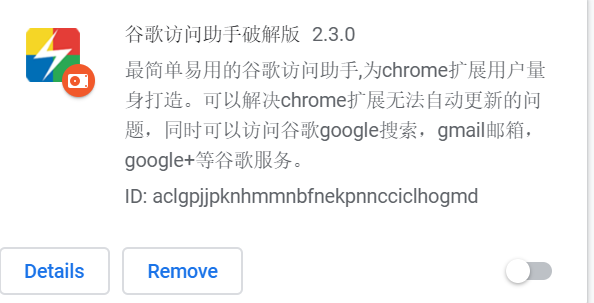 谷歌访问助手破解版 2.3.0
最简单易用的谷歌访问助手,为chrome扩展用户量
身打造。可以解决chrome扩展无法自动更新的问
题，同时可以访问谷歌google搜索，gmail邮箱，
google+等谷歌服务。
ID: aclgpjjpknhmmnbfnekpnncciclhogmd
Details Remove